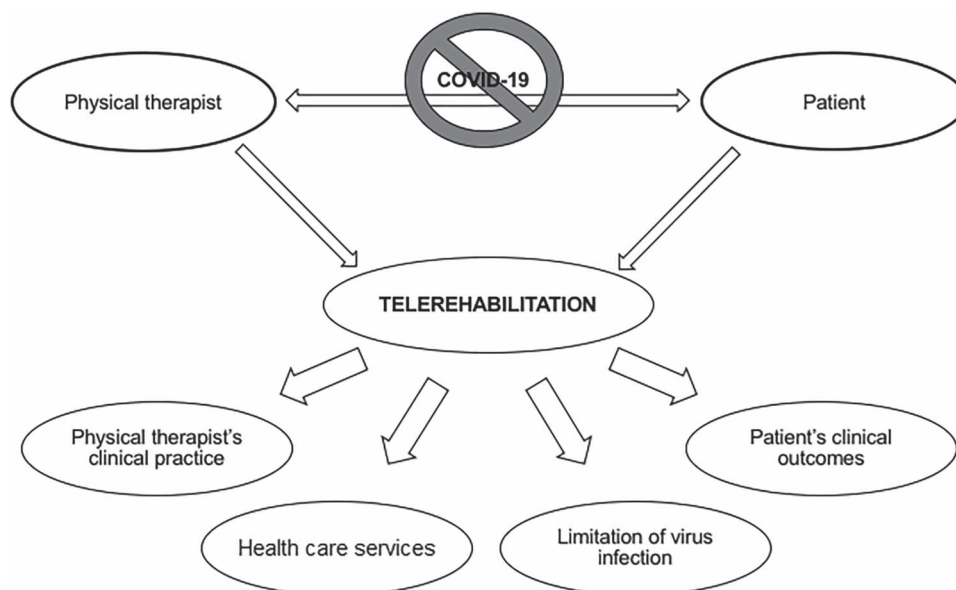 COVID-19
Physical therapist
Patient
TELEREHABILITATION
Physical therapist's
clinical practice
Patient's clinical
outcomes
Health care services
Limitation of virus
infection